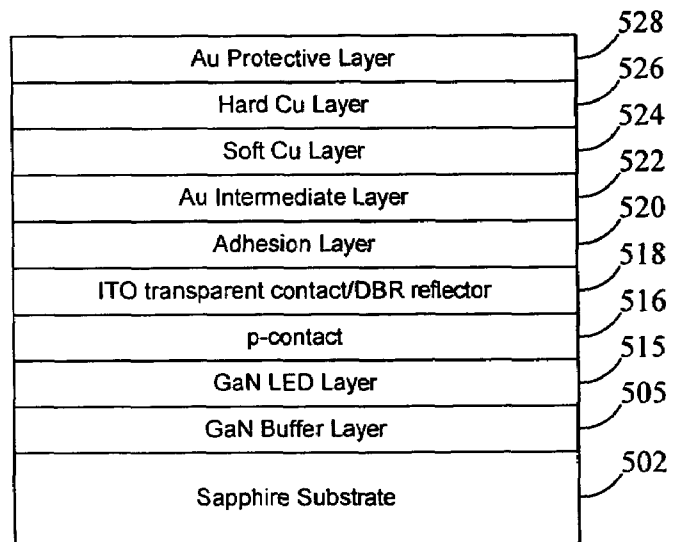 528
Au Protective Layer
526
Hard Cu Layer
524
Soft Cu Layer
522
Au Intermediate Layer
520
Adhesion Layer
518
ITO transparent contact/DBR reflector
516
p-contact
515
GaN LED Layer
505
GaN Buffer Layer
502
Sapphire Substrate